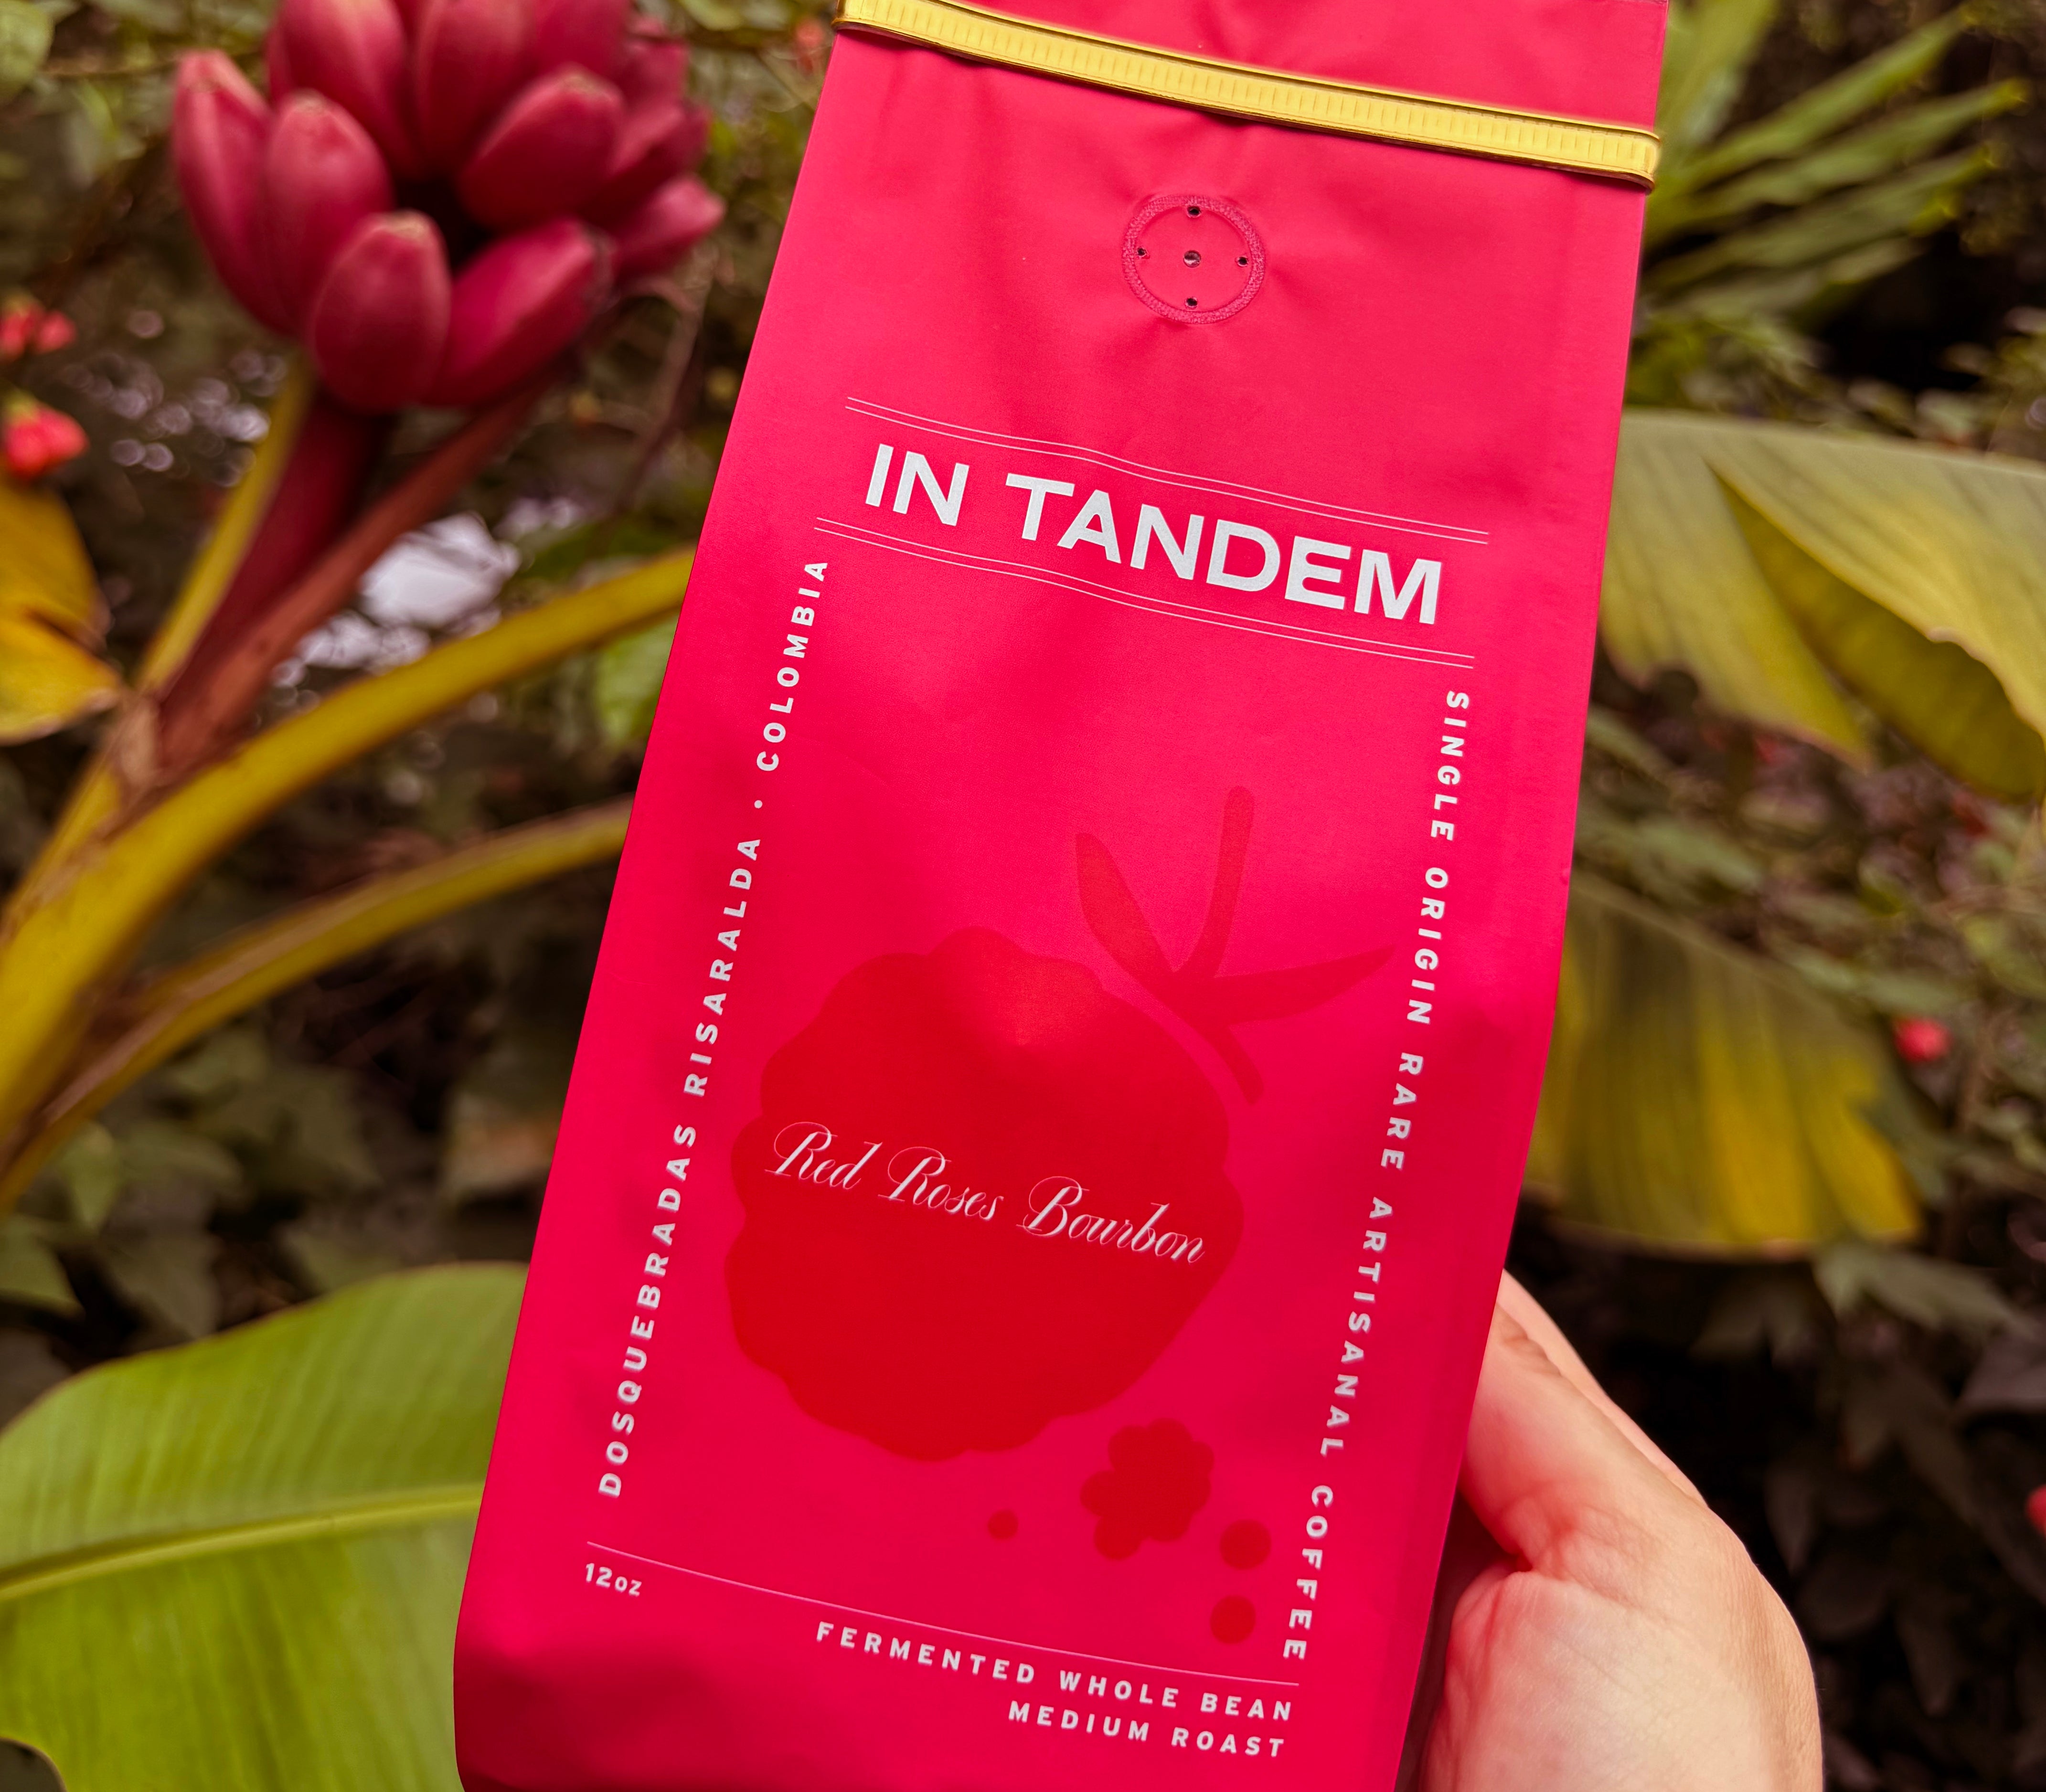 IN TANDEM
DOSQUEBRADAS RISARALDA . COLOMBIA
SINGLE ORIGIN RARE ARTISANAL COFFEE
Red Roses Bourbon
12oz
FERMENTED WHOLE BEAN
MEDIUM ROAST